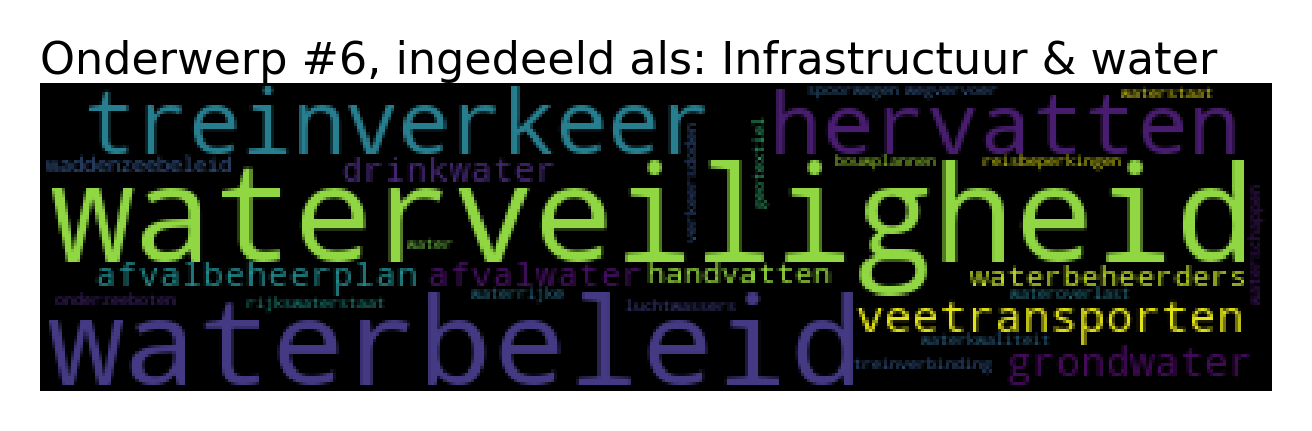 Onderwerp #6, ingedeeld als: Infrastructuur & water
spoorwegen wegvervoer waterstaat
treinverkeer hervatten
waddenzeebeleid drinkwater verkeersdoden geotextiel bouwplannen reisbeperkingen
waterveiligheid
water
waterschappen
afvalbeheerplan afvalwater handvatten waterbeheerders
onderzeeboten rijkswaterstaat waterrijke luchtwassers wateroverlast
waterbeleid veetransporten
waterkwaliteit
treinverbinding grondwater